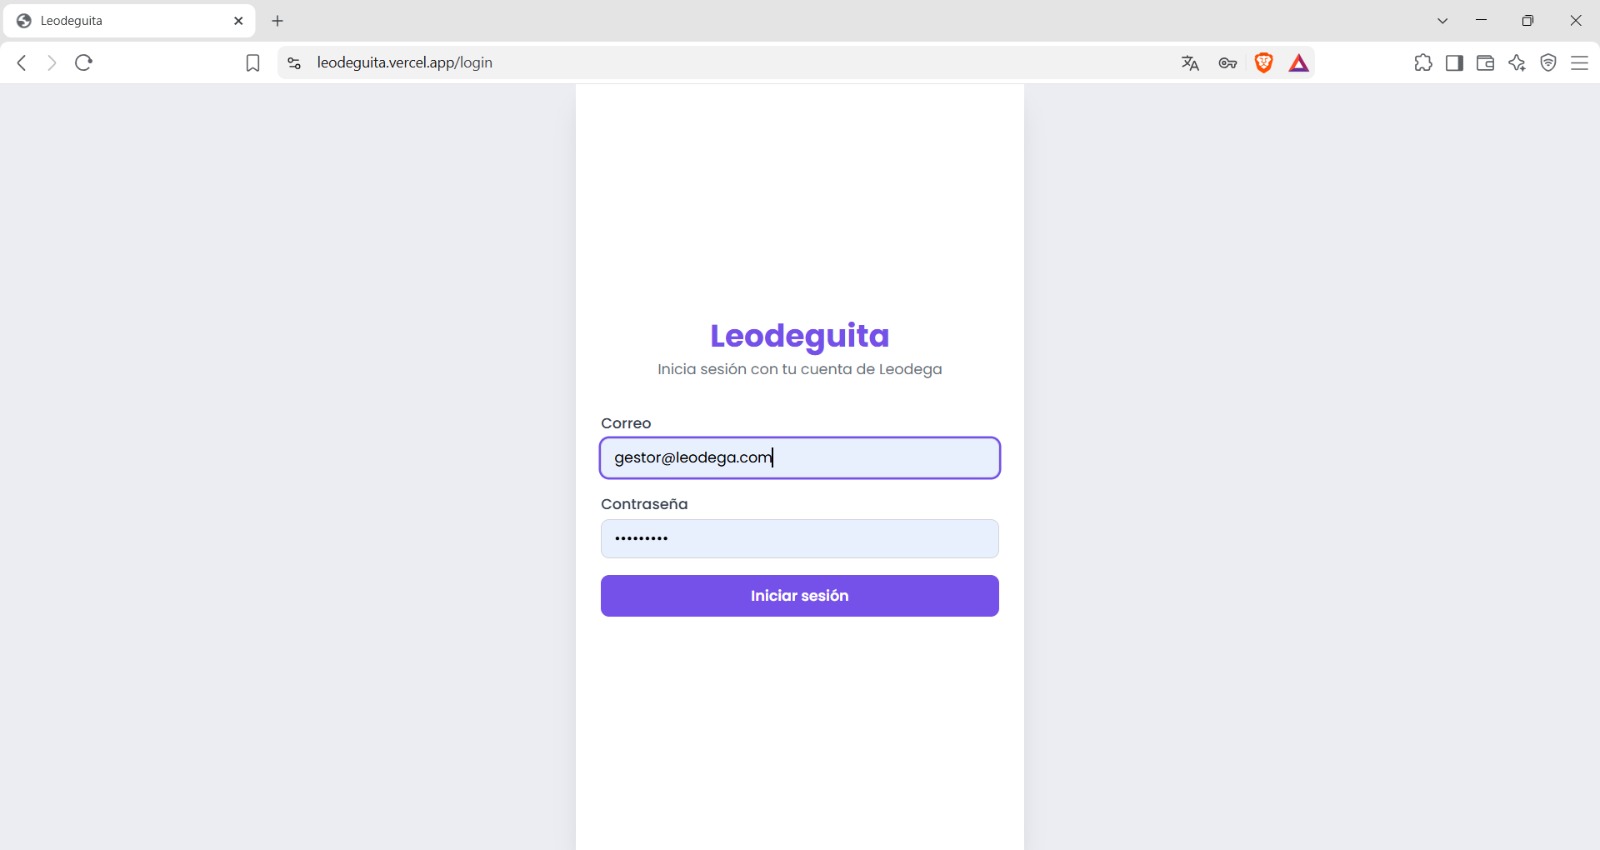 Leodeguita
leodeguita.vercel.app/login
Leodeguita
Inicia sesión con tu cuenta de Leodega
Correo
gestor@leodega.com
Contraseña
•••••••••
Iniciar sesión